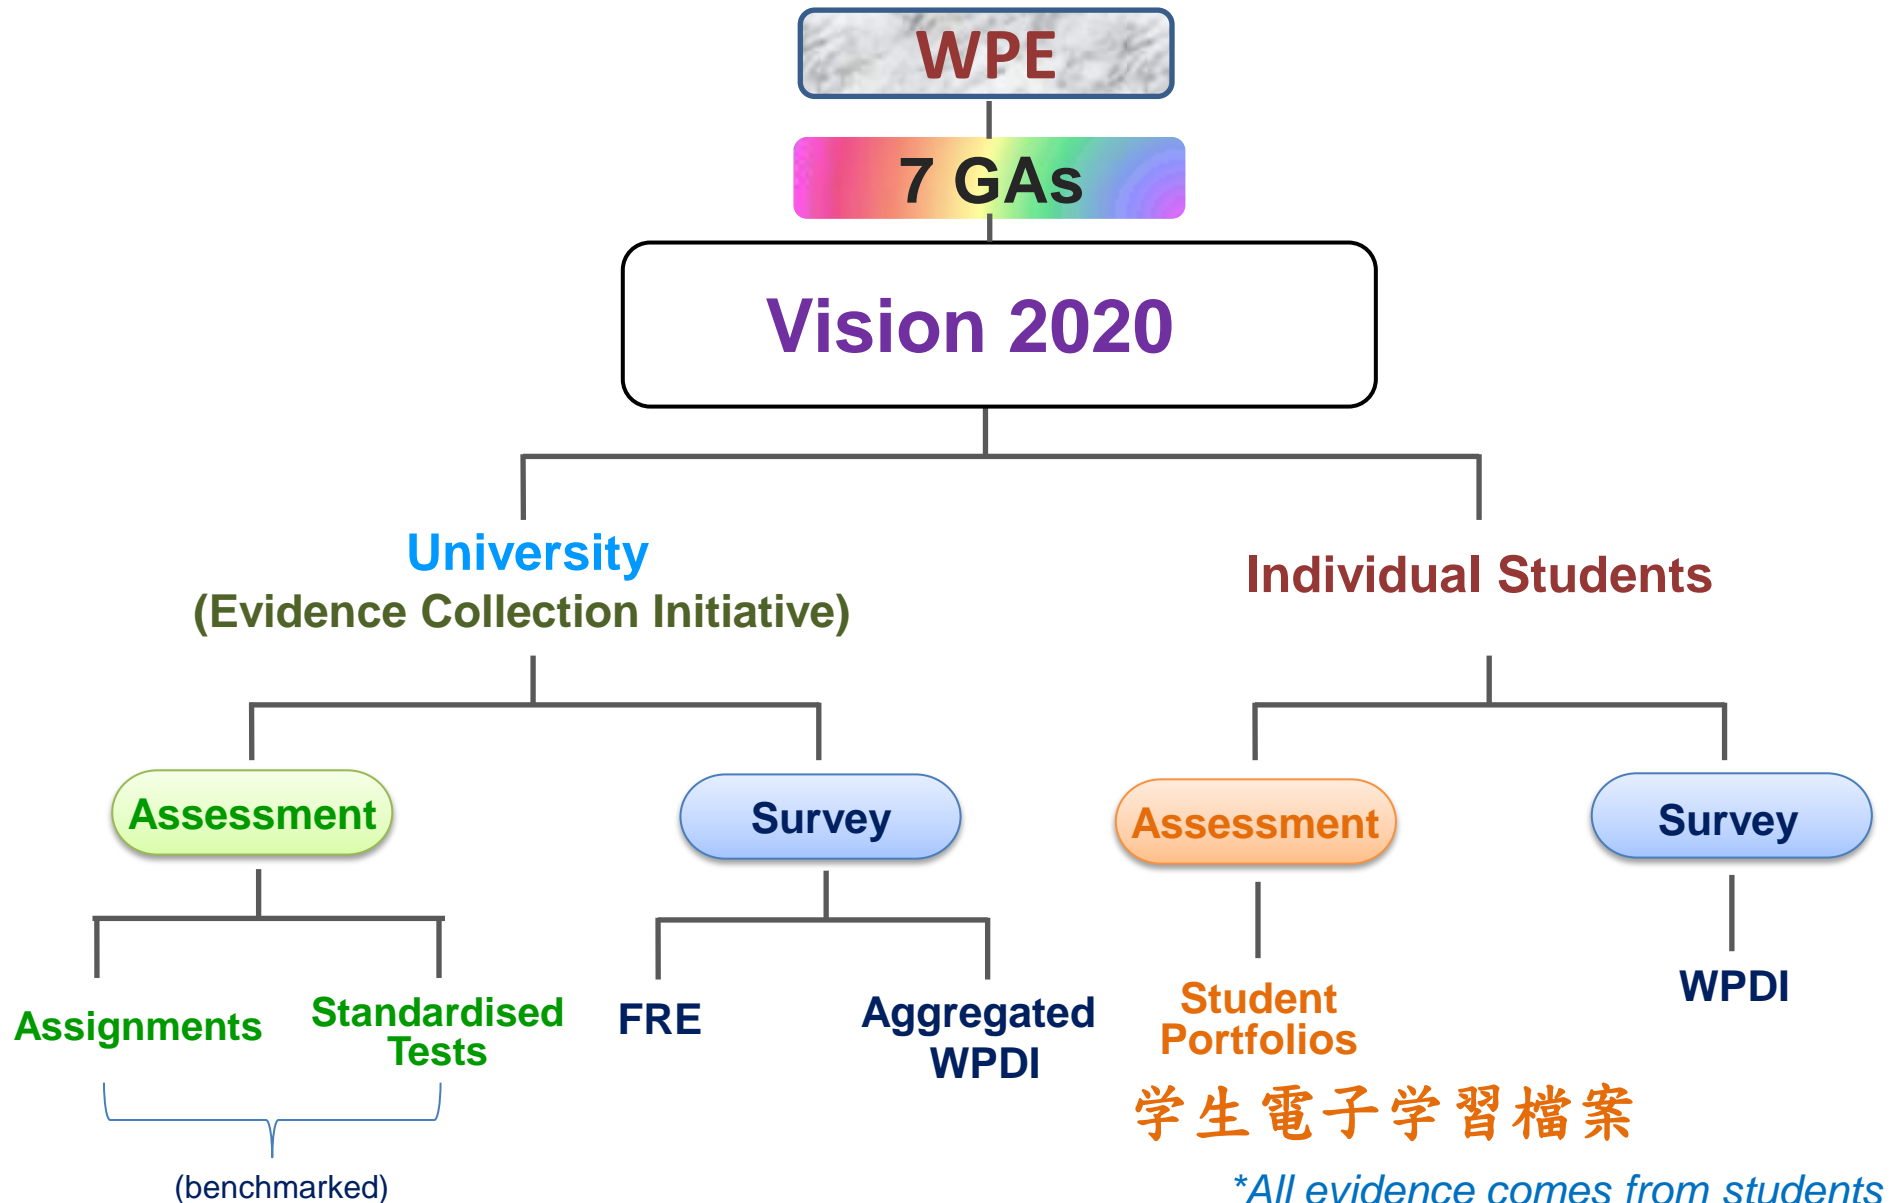 WPE
7 GAs
Vision 2020
University
(Evidence Collection Initiative)
Individual Students
Assessment
Survey
Assessment
Survey
Assignments
Standardised
Tests
FRE
Aggregated
WPDI
Student
Portfolios
WPDI
学生電子学習檔案
(benchmarked)
*All evidence comes from students